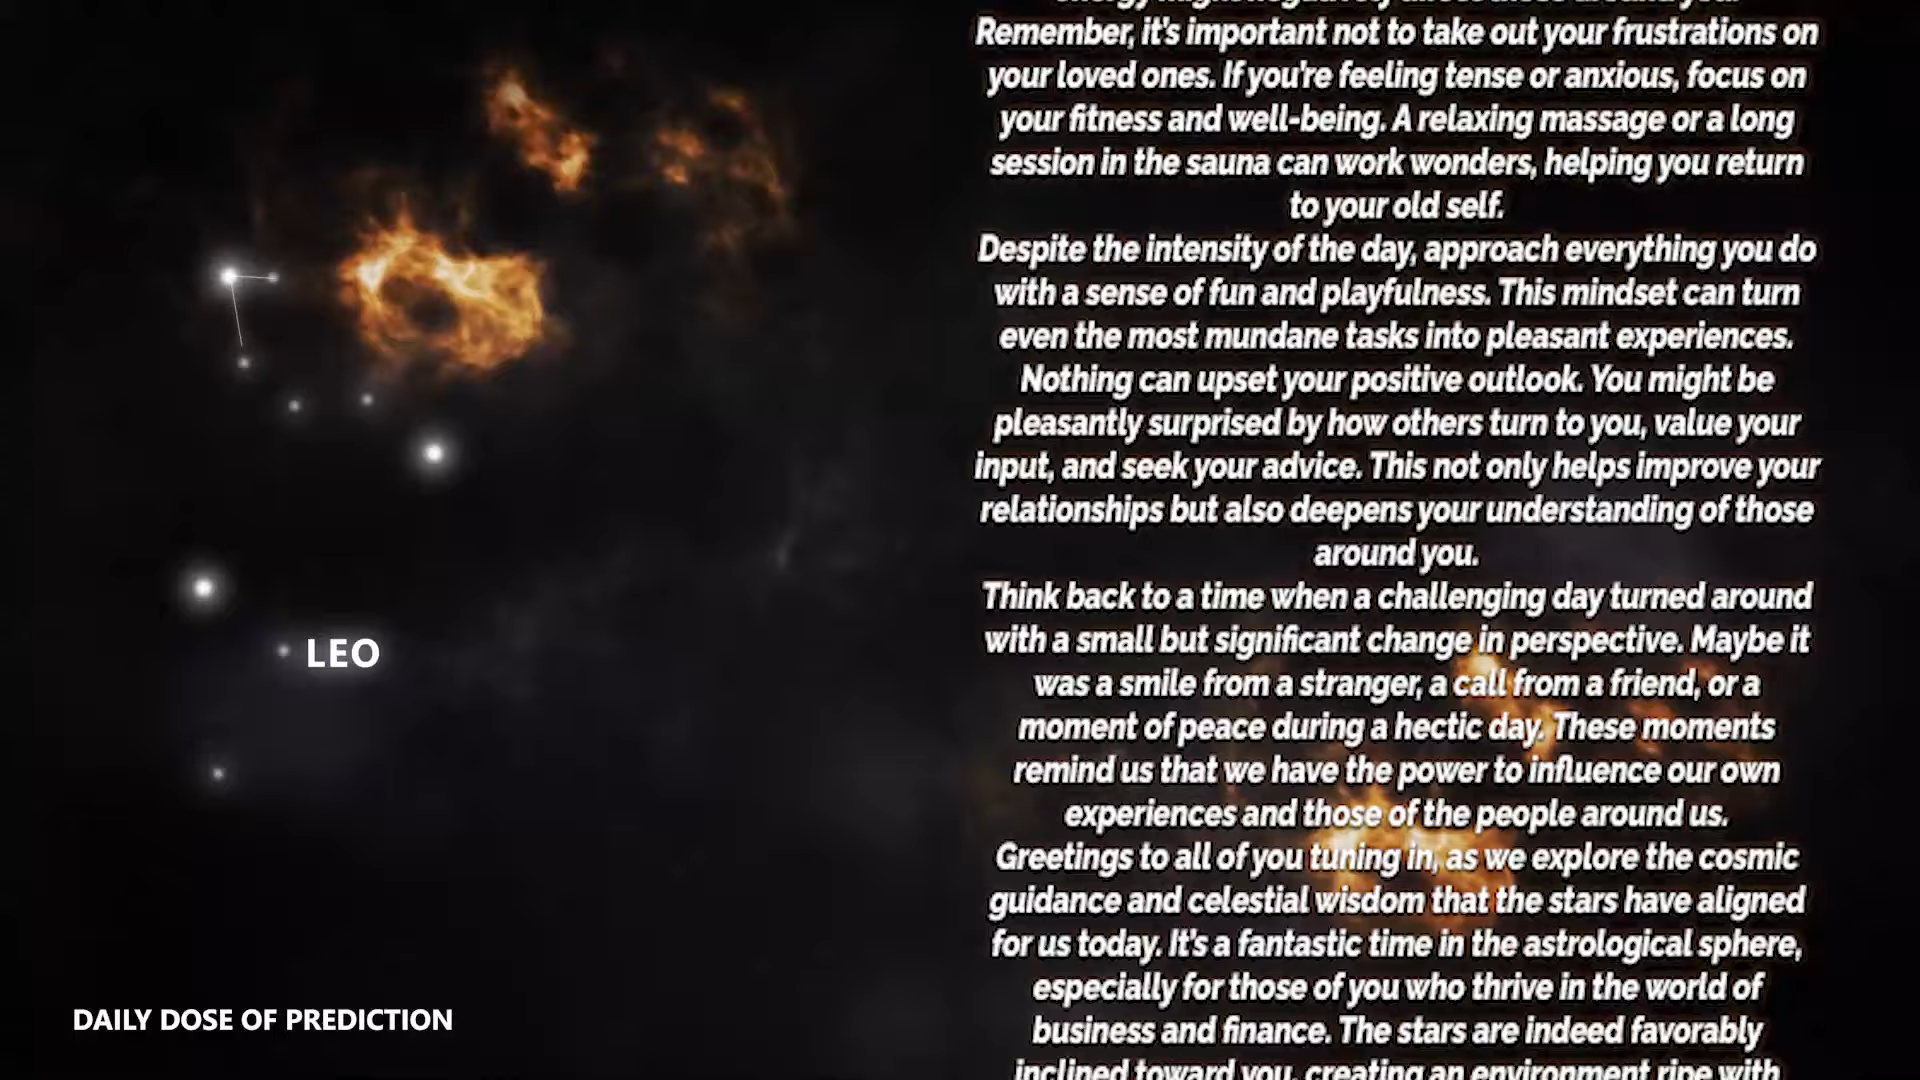 Remember, it's important not to take out your frustrations on
your loved ones. If you're feeling tense or anxious, focus on
your fitness and well-being. A relaxing massage or a long
session in the sauna can work wonders, helping you return
to your old self.
Despite the intensity of the day, approach everything you do
with a sense of fun and playfulness. This mindset can turn
even the most mundane tasks into pleasant experiences.
Nothing can upset your positive outlook. You might be
pleasantly surprised by how others turn to you, value your
input, and seek your advice. This not only helps improve your
relationships but also deepens your understanding of those
around you.
Think back to a time when a challenging day turned around
with a small but significant change in perspective. Maybe it
was a smile from a stranger, a call from a friend, or a
moment of peace during a hectic day. These moments
remind us that we have the power to influence our own
experiences and those of the people around us.
Greetings to all of you tuning in, as we explore the cosmic
guidance and celestial wisdom that the stars have aligned
for us today. It's a fantastic time in the astrological sphere,
especially for those of you who thrive in the world of
business and finance. The stars are indeed favorably
inclined toward you, creating an environment ripe with
LEO
DAILY DOSE OF PREDICTION